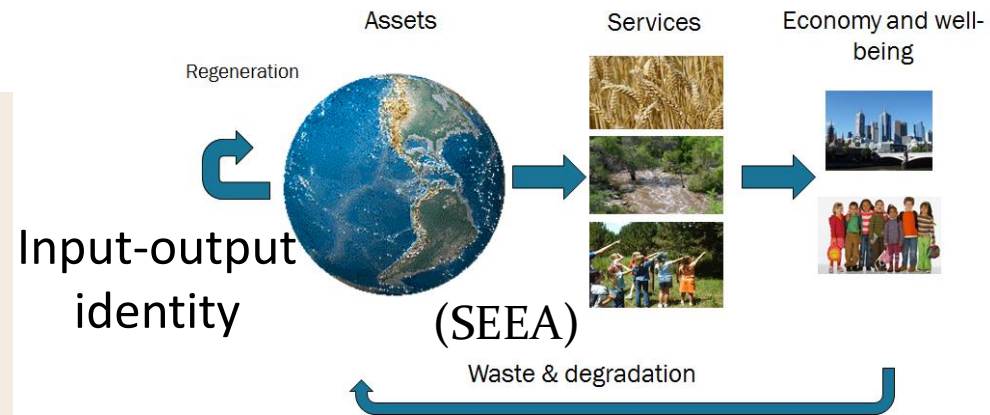 Assets
Services
Economy and well-
being
Regeneration
Input-output
identity
(SEEA)
Waste & degradation